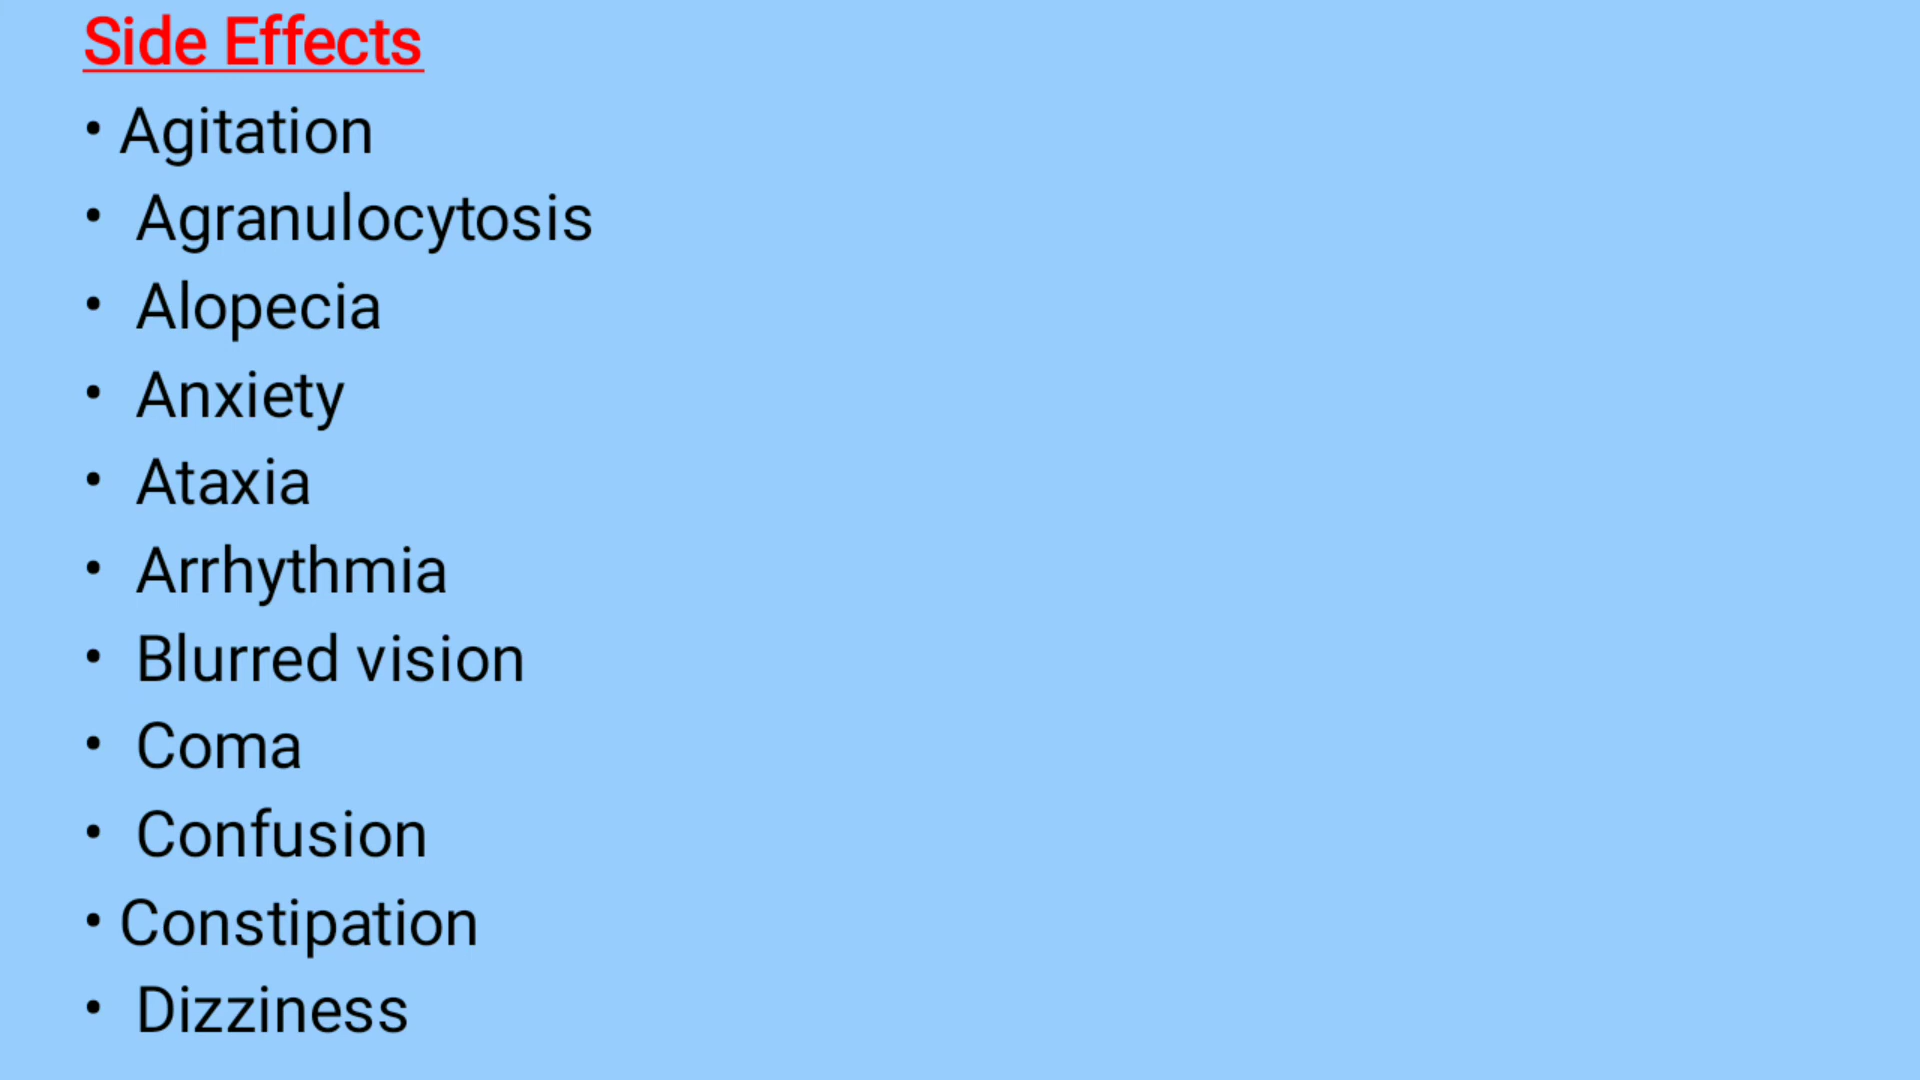 Side Effects
• Agitation
• Agranulocytosis
• Alopecia
• Anxiety
• Ataxia
• Arrhythmia
• Blurred vision
• Coma
• Confusion
• Constipation
• Dizziness